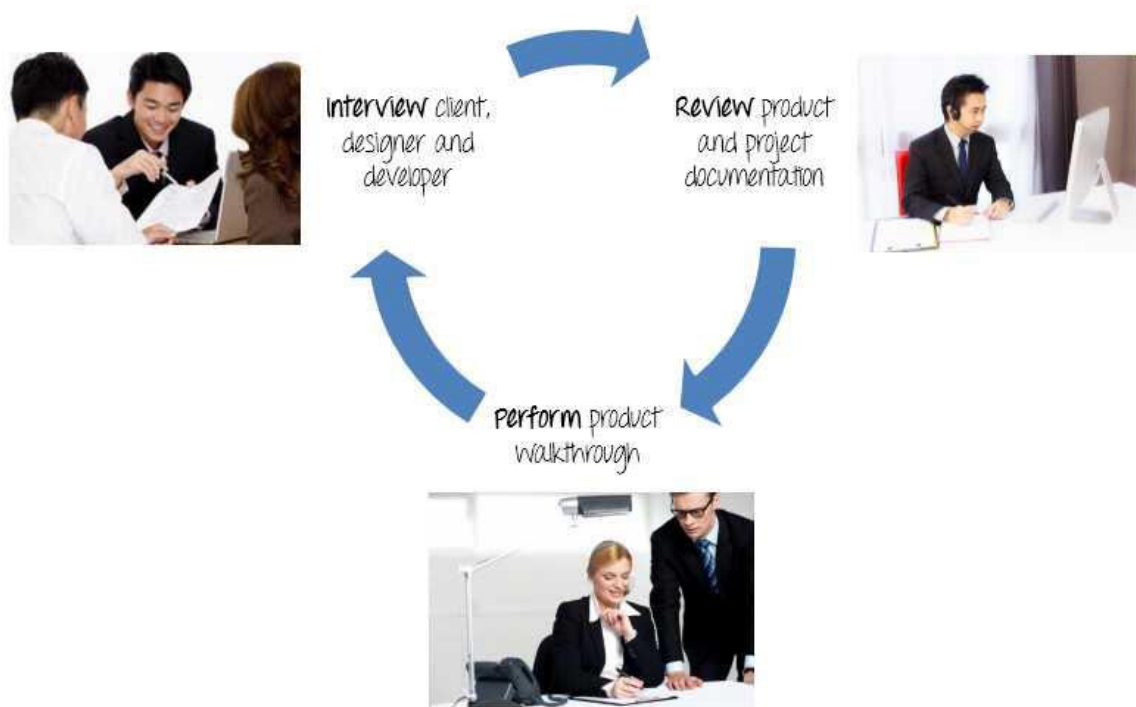 Interview client,
designer and
developer
Review product
and project
documentation
Perform product
walkthrough